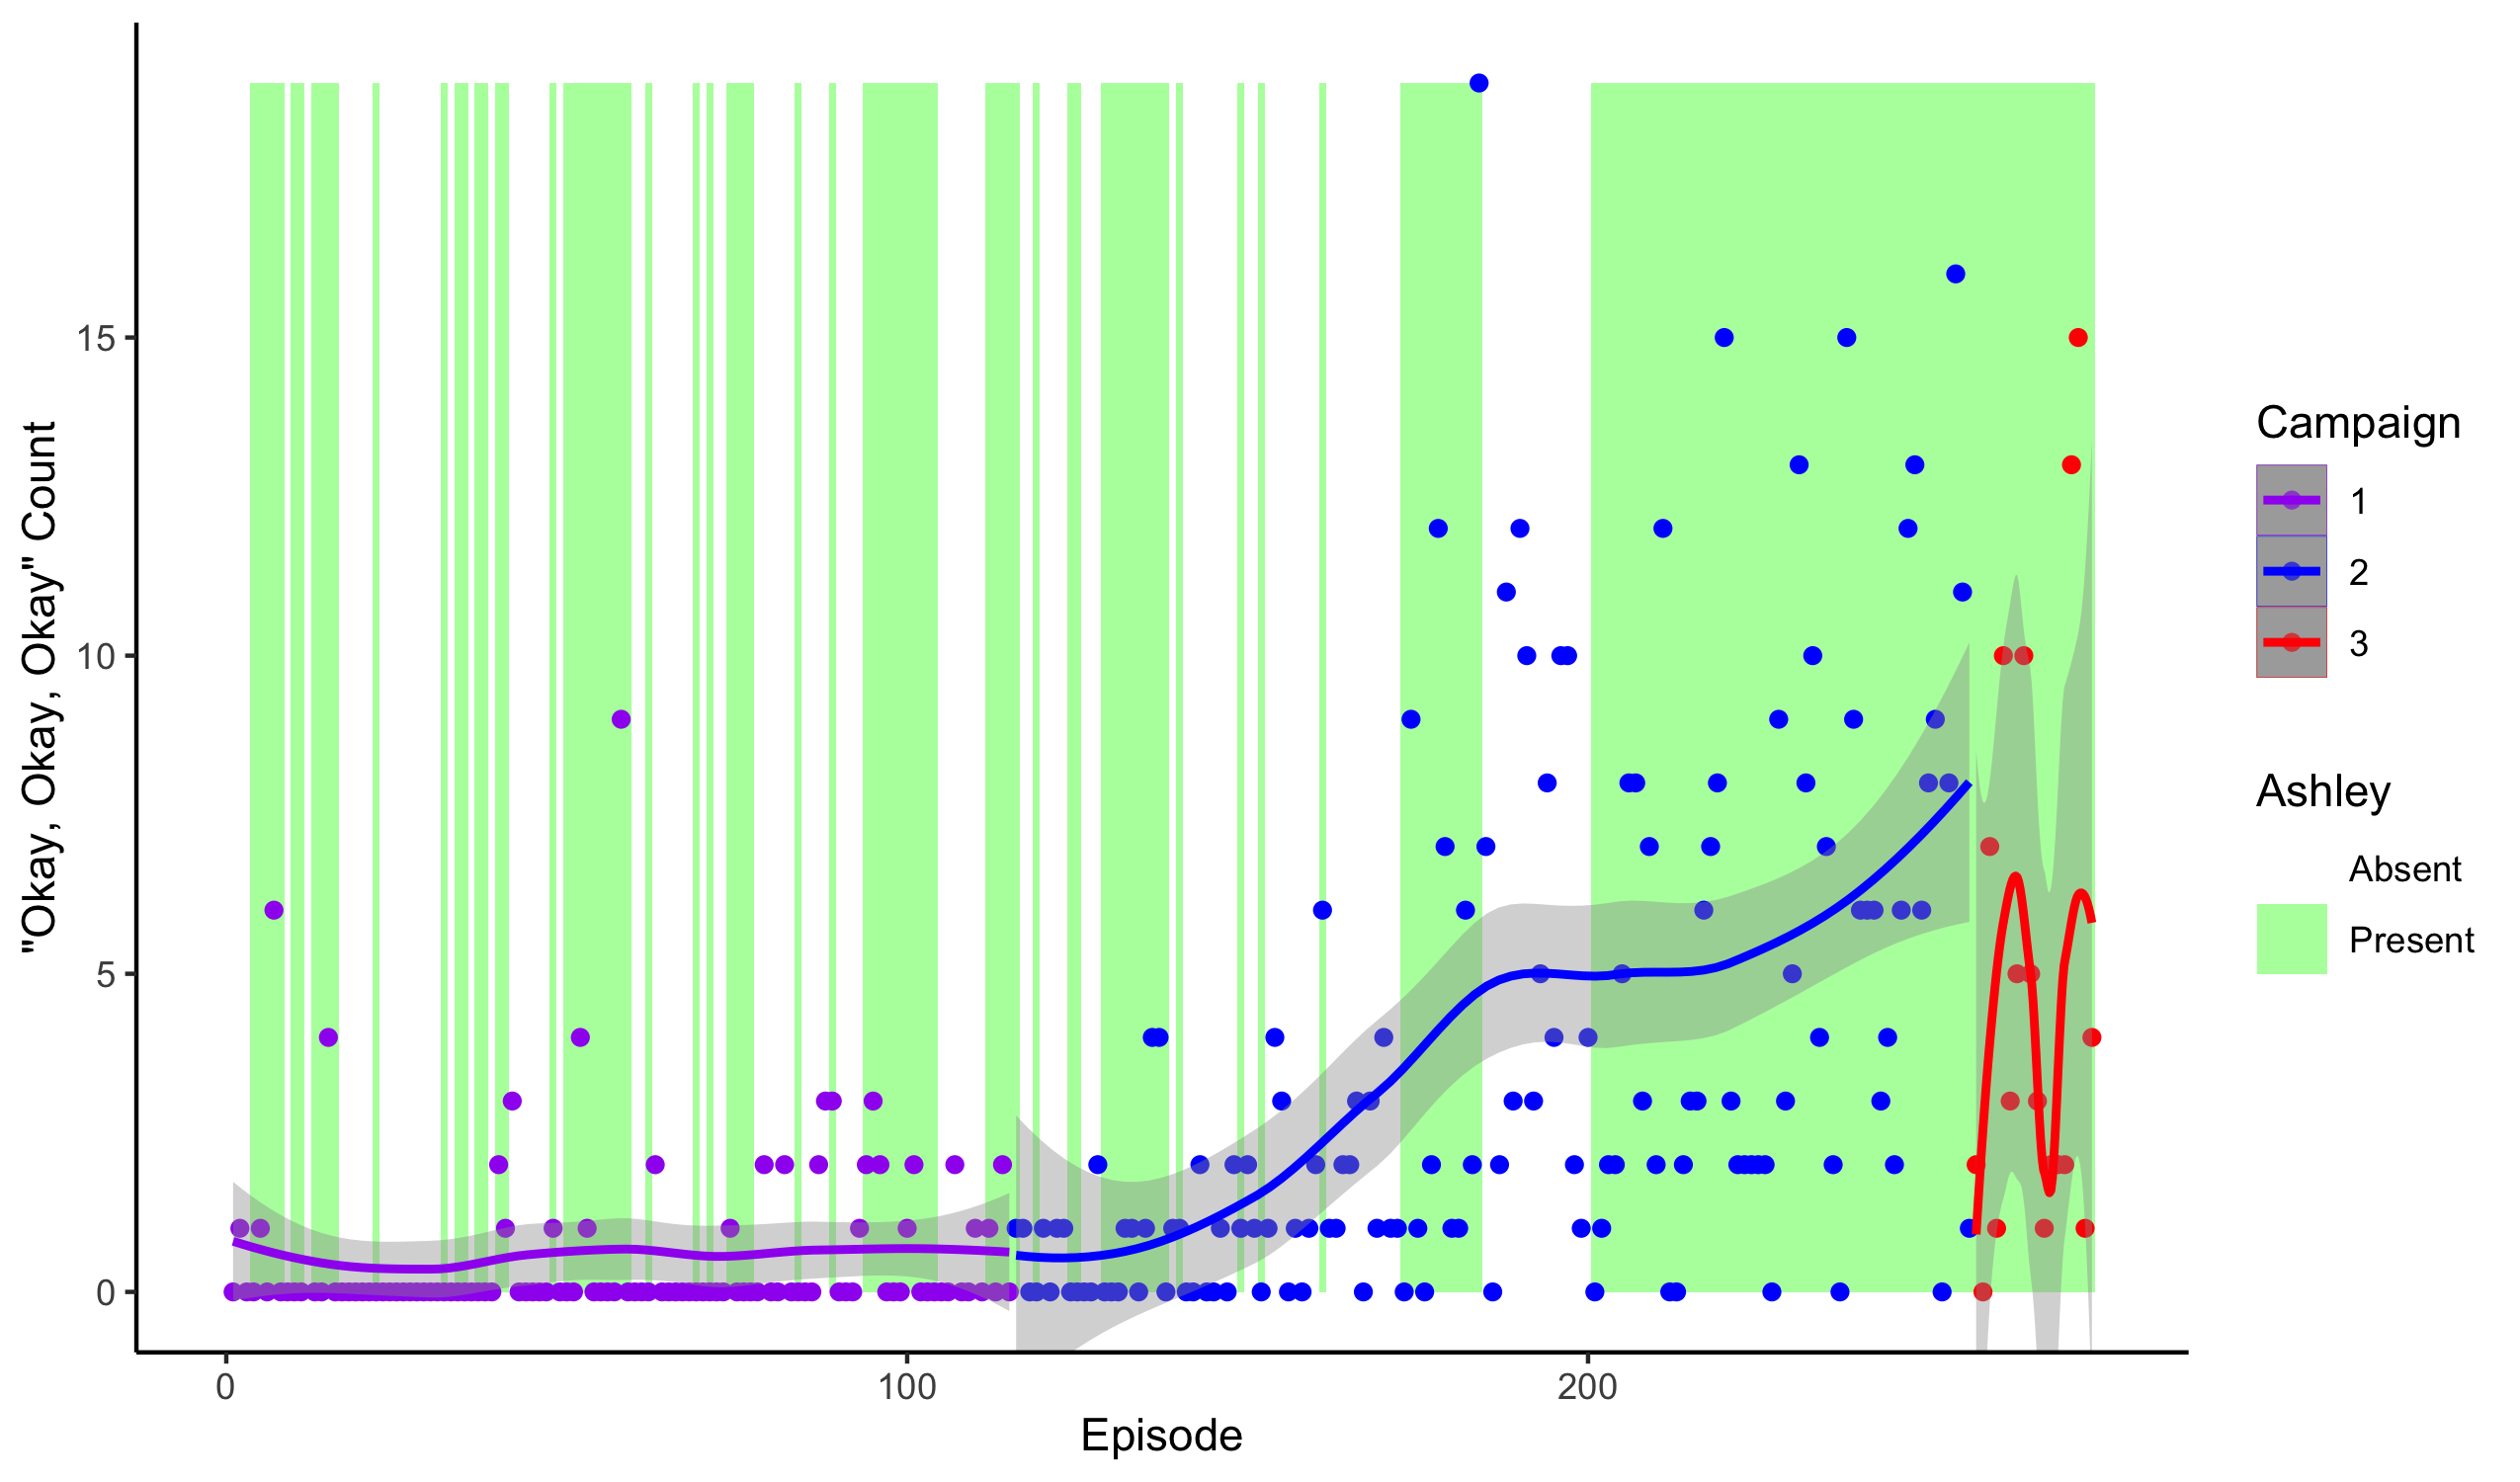 "Okay, Okay, Okay" Count
15
10
5
0
0
100
200
Episode
Campaign
1
2
3
Ashley
Absent
Present